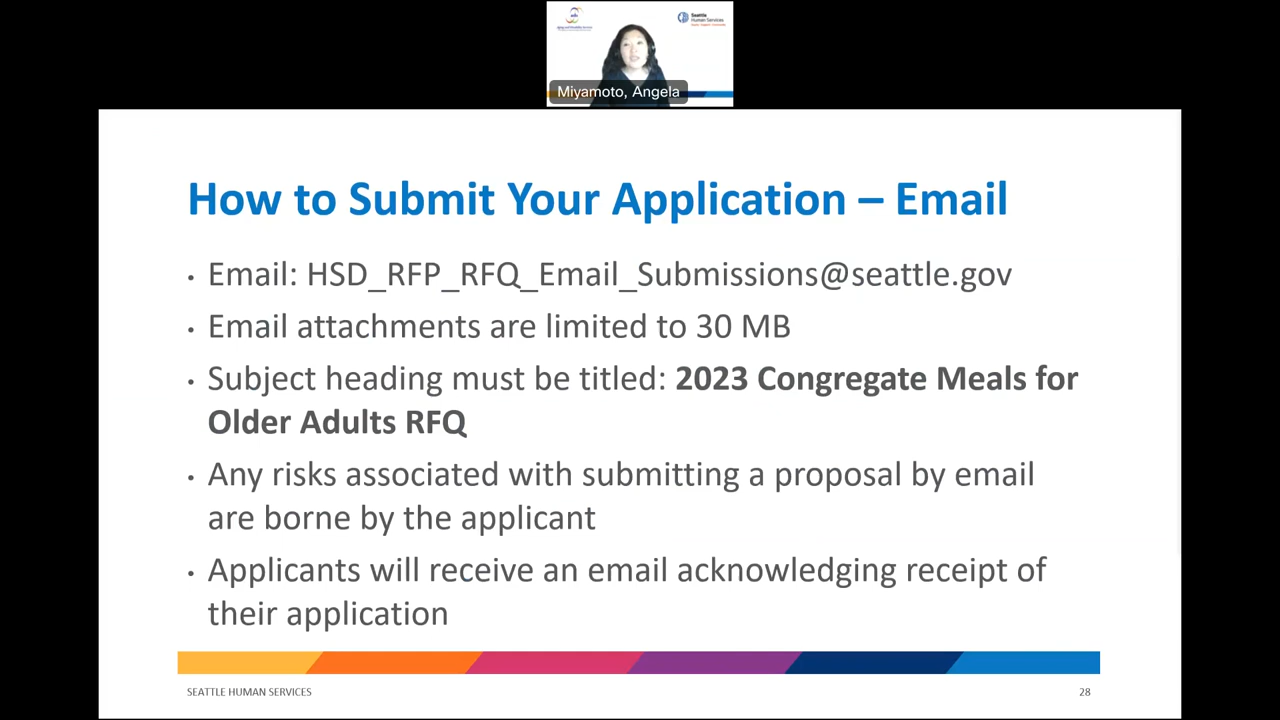 Seattle
Human Services
Miyamoto, Angela
How to Submit Your Application – Email
• Email: HSD_RFP_RFQ_Email_Submissions@seattle.gov
• Email attachments are limited to 30 MB
• Subject heading must be titled: 2023 Congregate Meals for
Older Adults RFQ
• Any risks associated with submitting a proposal by email
are borne by the applicant
• Applicants will receive an email acknowledging receipt of
their application
SEATTLE HUMAN SERVICES
28